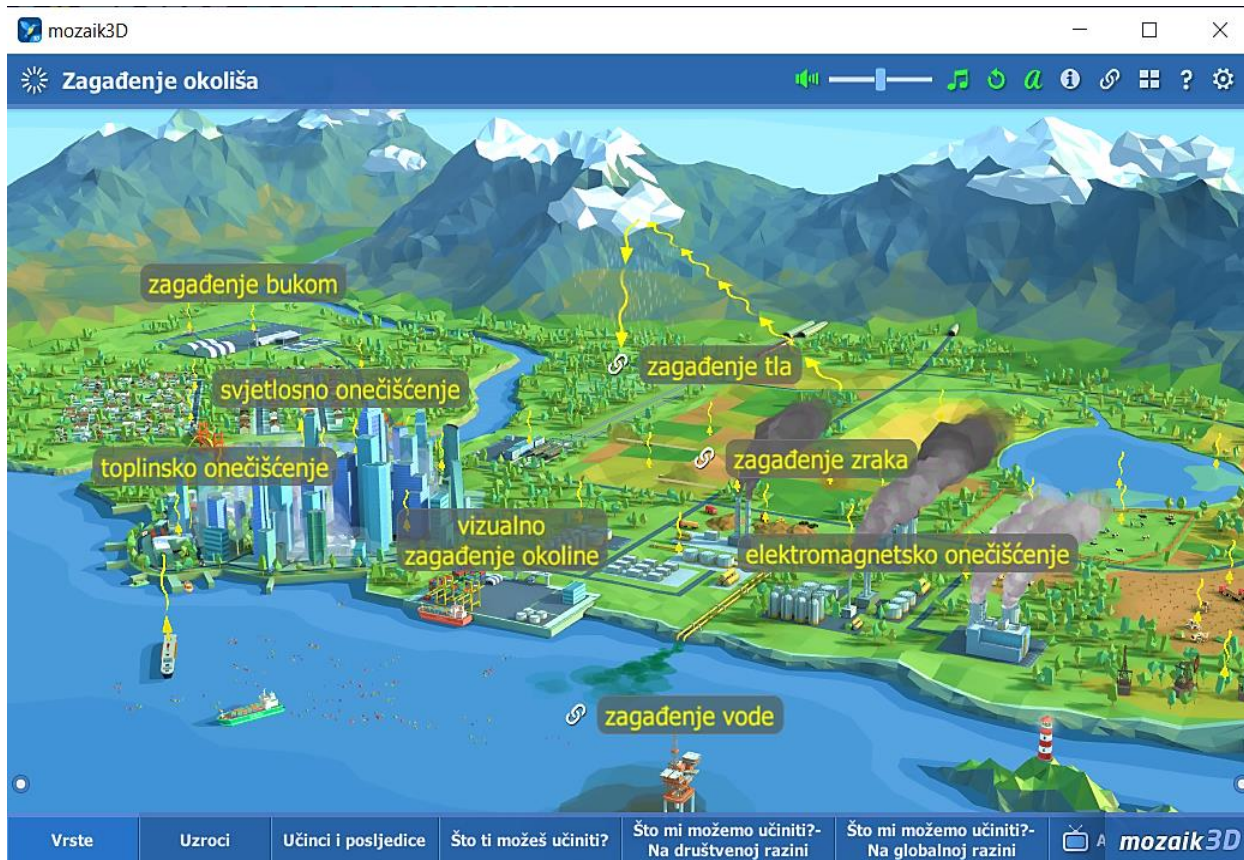 mozaik3D
Zagađenje okoliša
zagađenje bukom
zagađenje tla
svjetlosno onečišćenje
toplinsko onečišćenje
zagađenje zraka
vizualno
zagađenje okoline
elektromagnetsko onečišćenje
zagađenje vode
Vrste
Uzroci
Učinci i posljedice
Što ti možeš učiniti?
Što mi možemo učiniti?-
Na društvenoj razini
Što mi možemo učiniti?-
Na globalnoj razini
A
mozaik3D